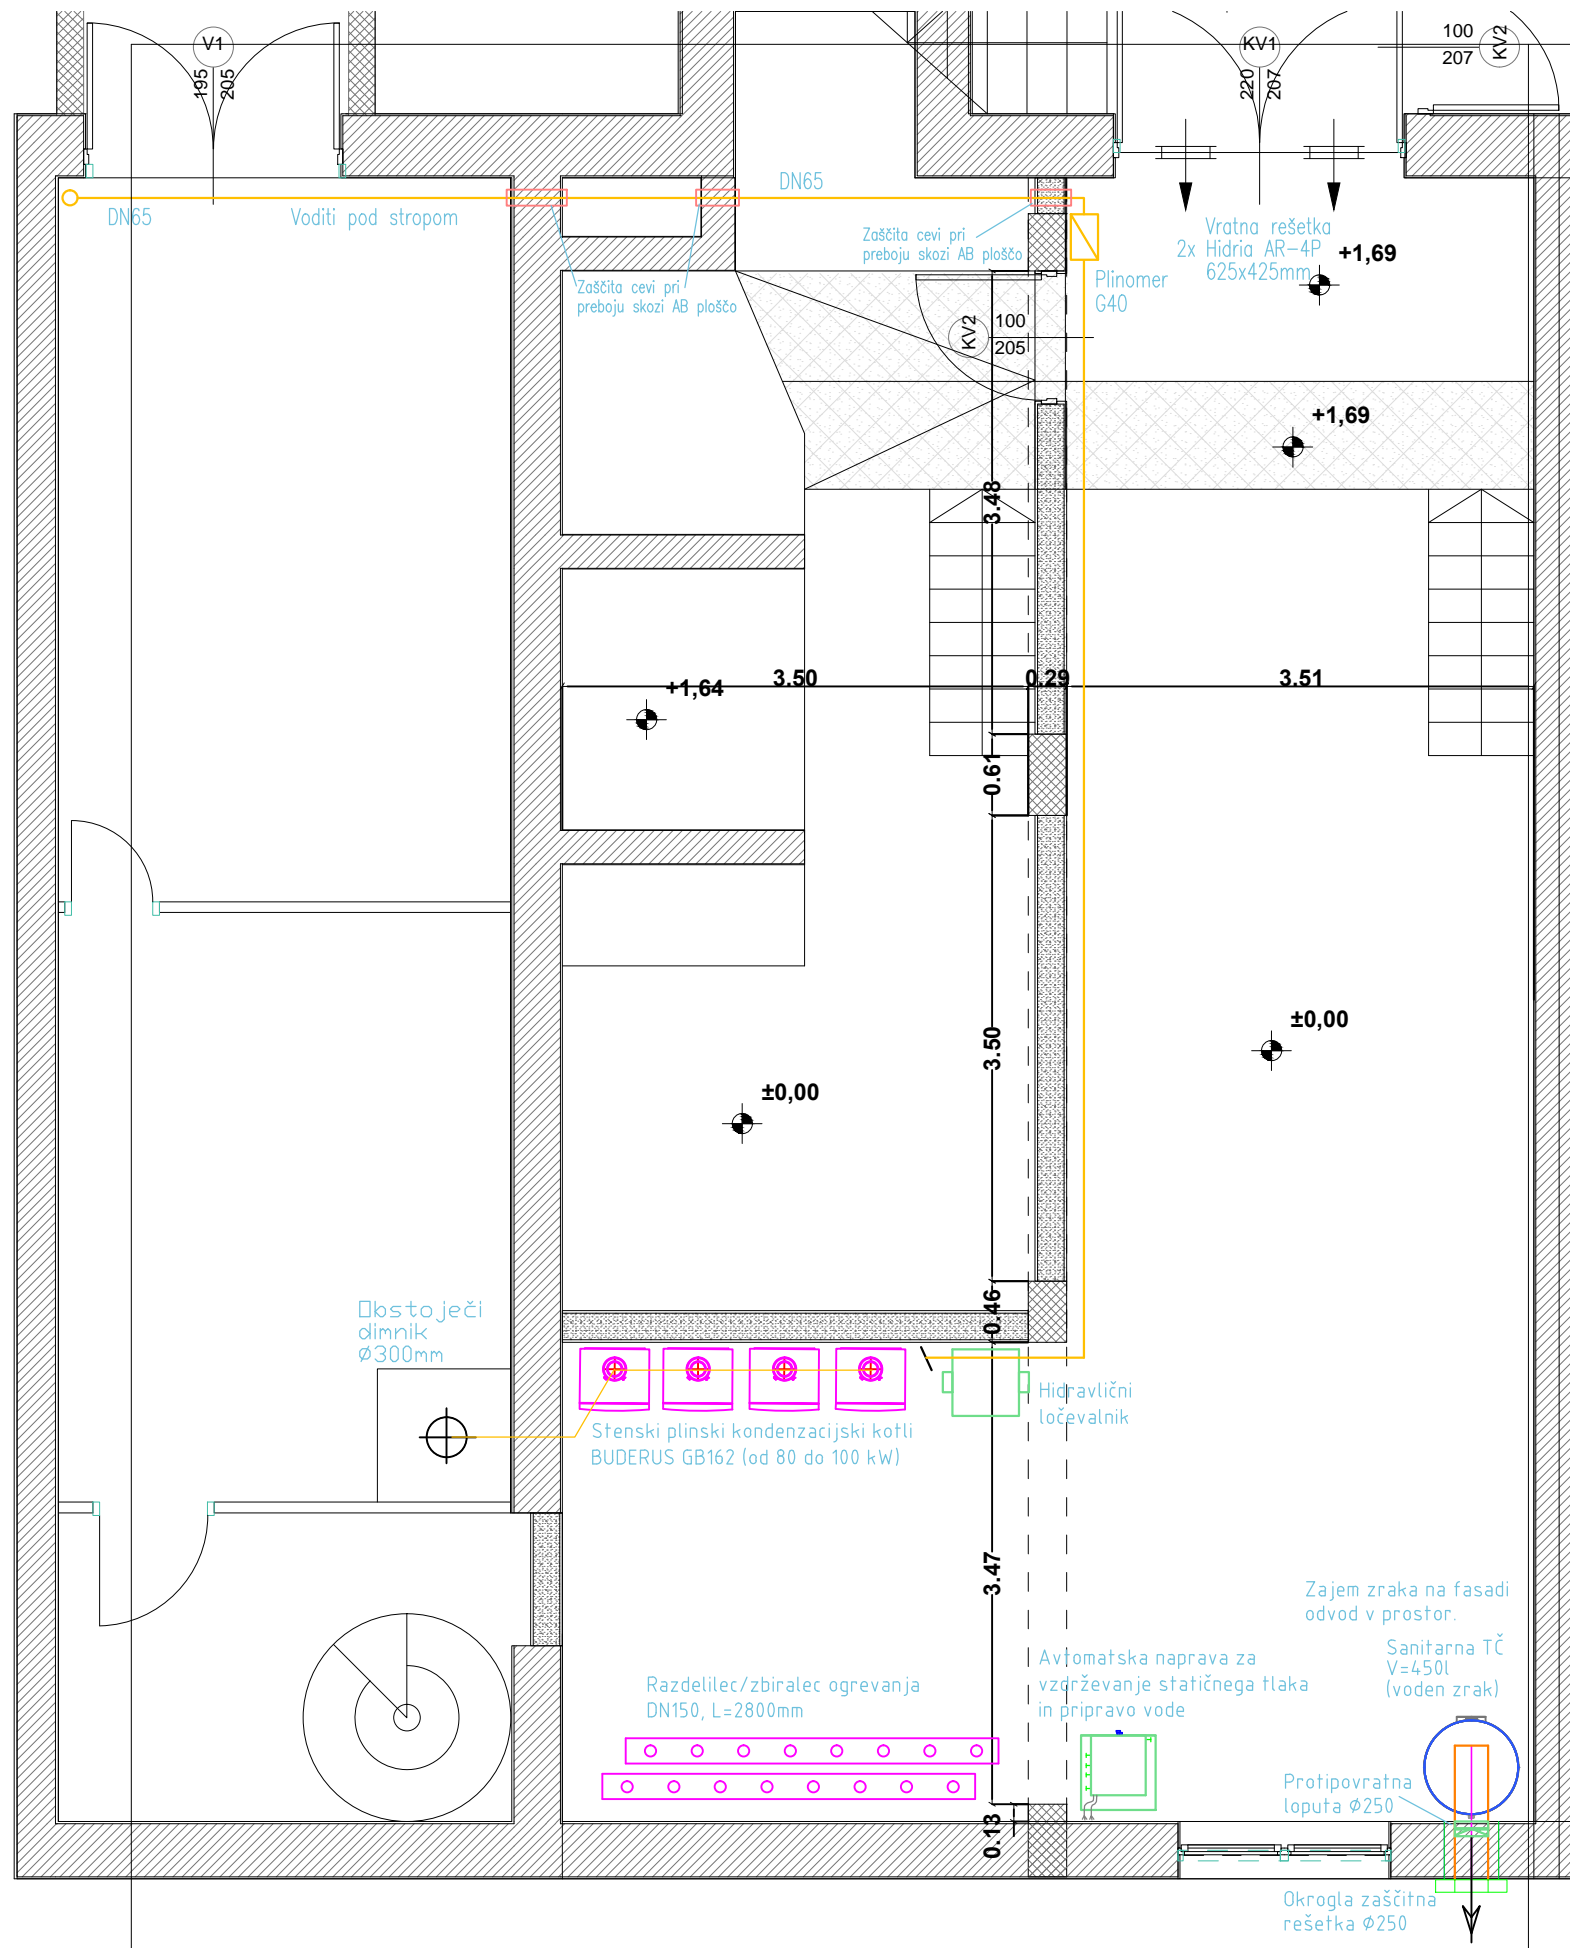 V1
195
205
KV1
220
207
100
207
KV2
DN65
Voditi pod stropom
DN65
Zaščita cevi pri
preboju skozi AB ploščo
Zaščita cevi pri
preboju skozi AB ploščo
Vratna rešetka
2x Hidria AR-4P
625x425mm
+1,69
Plinomer
G40
KV2
100
205
+1,69
3.48
+1,64
3.50
0.29
3.51
0.61
3.50
±0,00
±0,00
0.46
Obstoječi
dimnik
Ø300mm
Hidravlični
ločevalnik
Stenski plinski kondenzacijski kotli
BUDERUS GB162 (od 80 do 100 kW)
3.47
Zajem zraka na fasadi
odvod v prostor.
Sanitarna TČ
V=450l
(voden zrak)
Avtomatska naprava za
vzdrževanje statičnega tlaka
in pripravo vode
Razdelilec/zbiralec ogrevanja
DN150, L=2800mm
Protipovratna
loputa Ø250
0.13
Okrogla zaščitna
rešetka Ø250